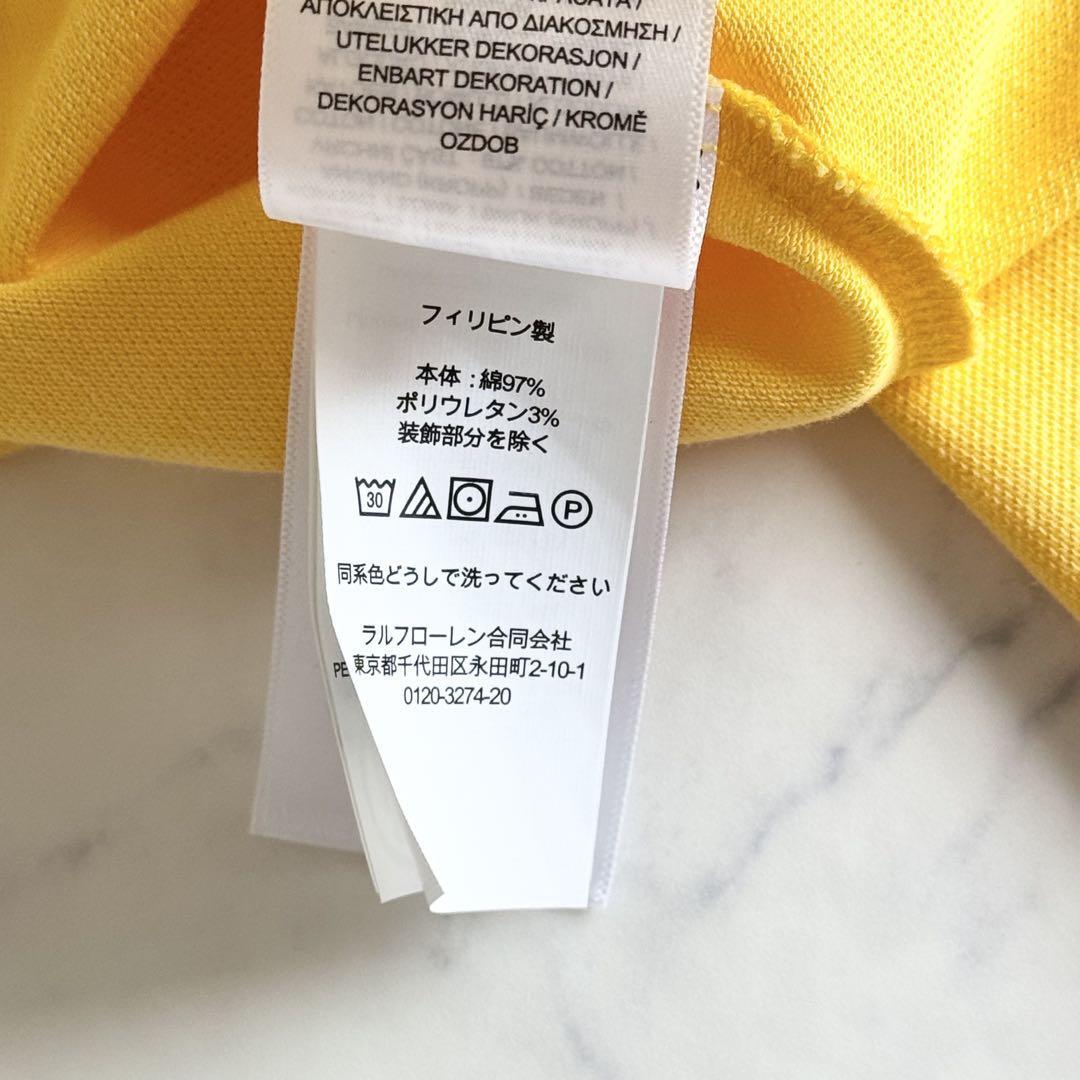 ΑΠΟΚΛΕΙΣΤΙΚΗ ΑΠΟ ΔΙΑΚΟΣΜΗΣΗ /
UTELUKKER DEKORASJON /
ENBART DEKORATION /
DEKORASYON HARİÇ / KROMĚ
OZDOB
フィリピン製
本体 : 綿97%
ポリウレタン3%
装飾部分を除く
30
P
同系色どうしで洗ってください
ラルフローレン合同会社
PE 東京都千代田区永田町2-10-1
0120-3274-20